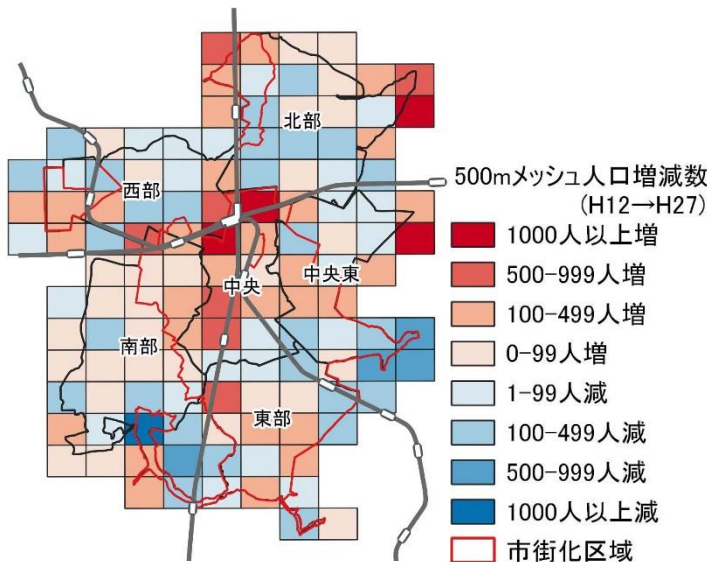 北部
西部
中央
中央東
南部
東部
500mメッシュ人口増減数
(H12→H27)
1000人以上増
500-999人増
100-499人増
0-99人増
1-99人減
100-499人減
500-999人減
1000人以上減
市街化区域